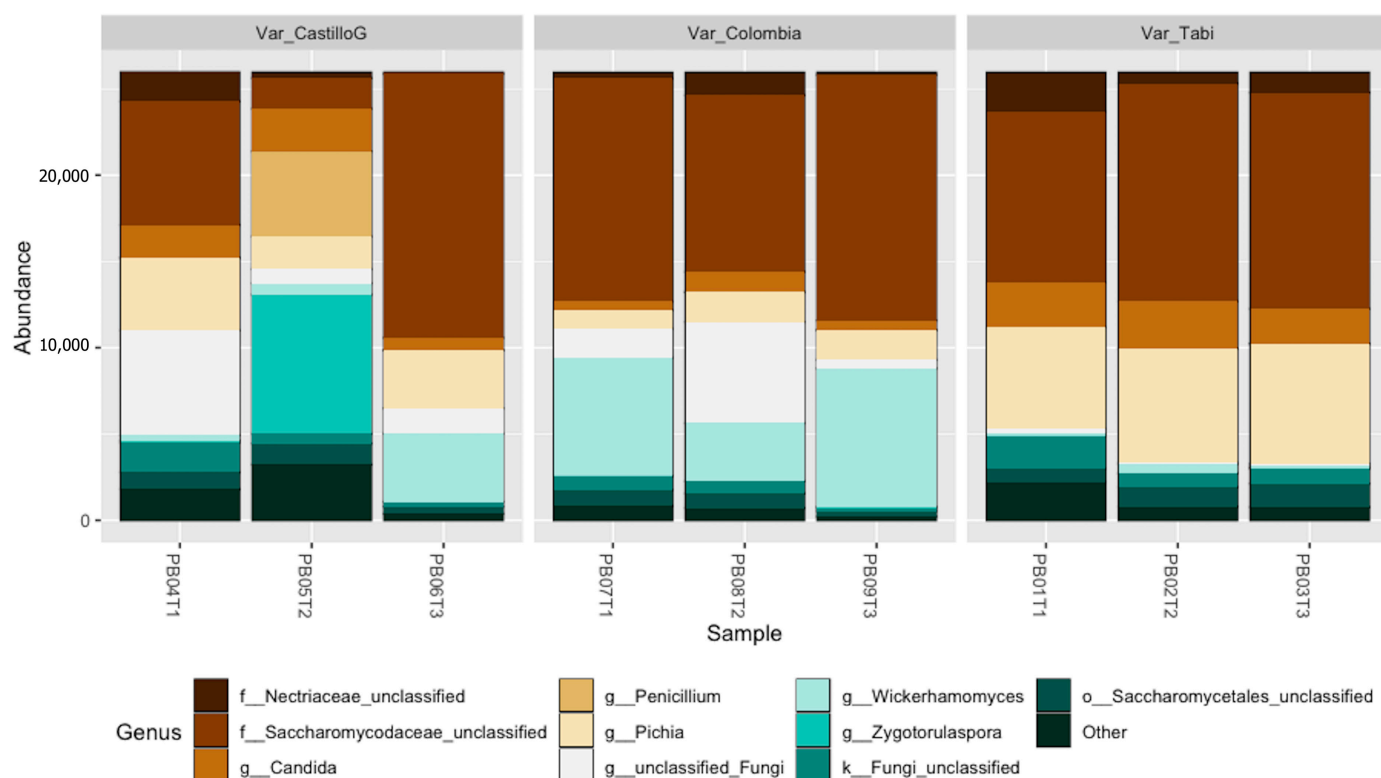 Var_CastilloG Var_Colombia Var_Tabi
20,000
10,000
0
Abundance
PB04T1 PB05T2 PB06T3 PB07T1 PB08T2 PB09T3 PB01T1 PB02T2 PB03T3
Sample
Genus
f__Nectriaceae_unclassified
f__Saccharomycodaceae_unclassified
g__Candida
g__Penicillium
g__Pichia
g__unclassified_Fungi
g__Wickerhamomyces
g__Zygotorulaspora
k__Fungi_unclassified
o__Saccharomycetales_unclassified
Other